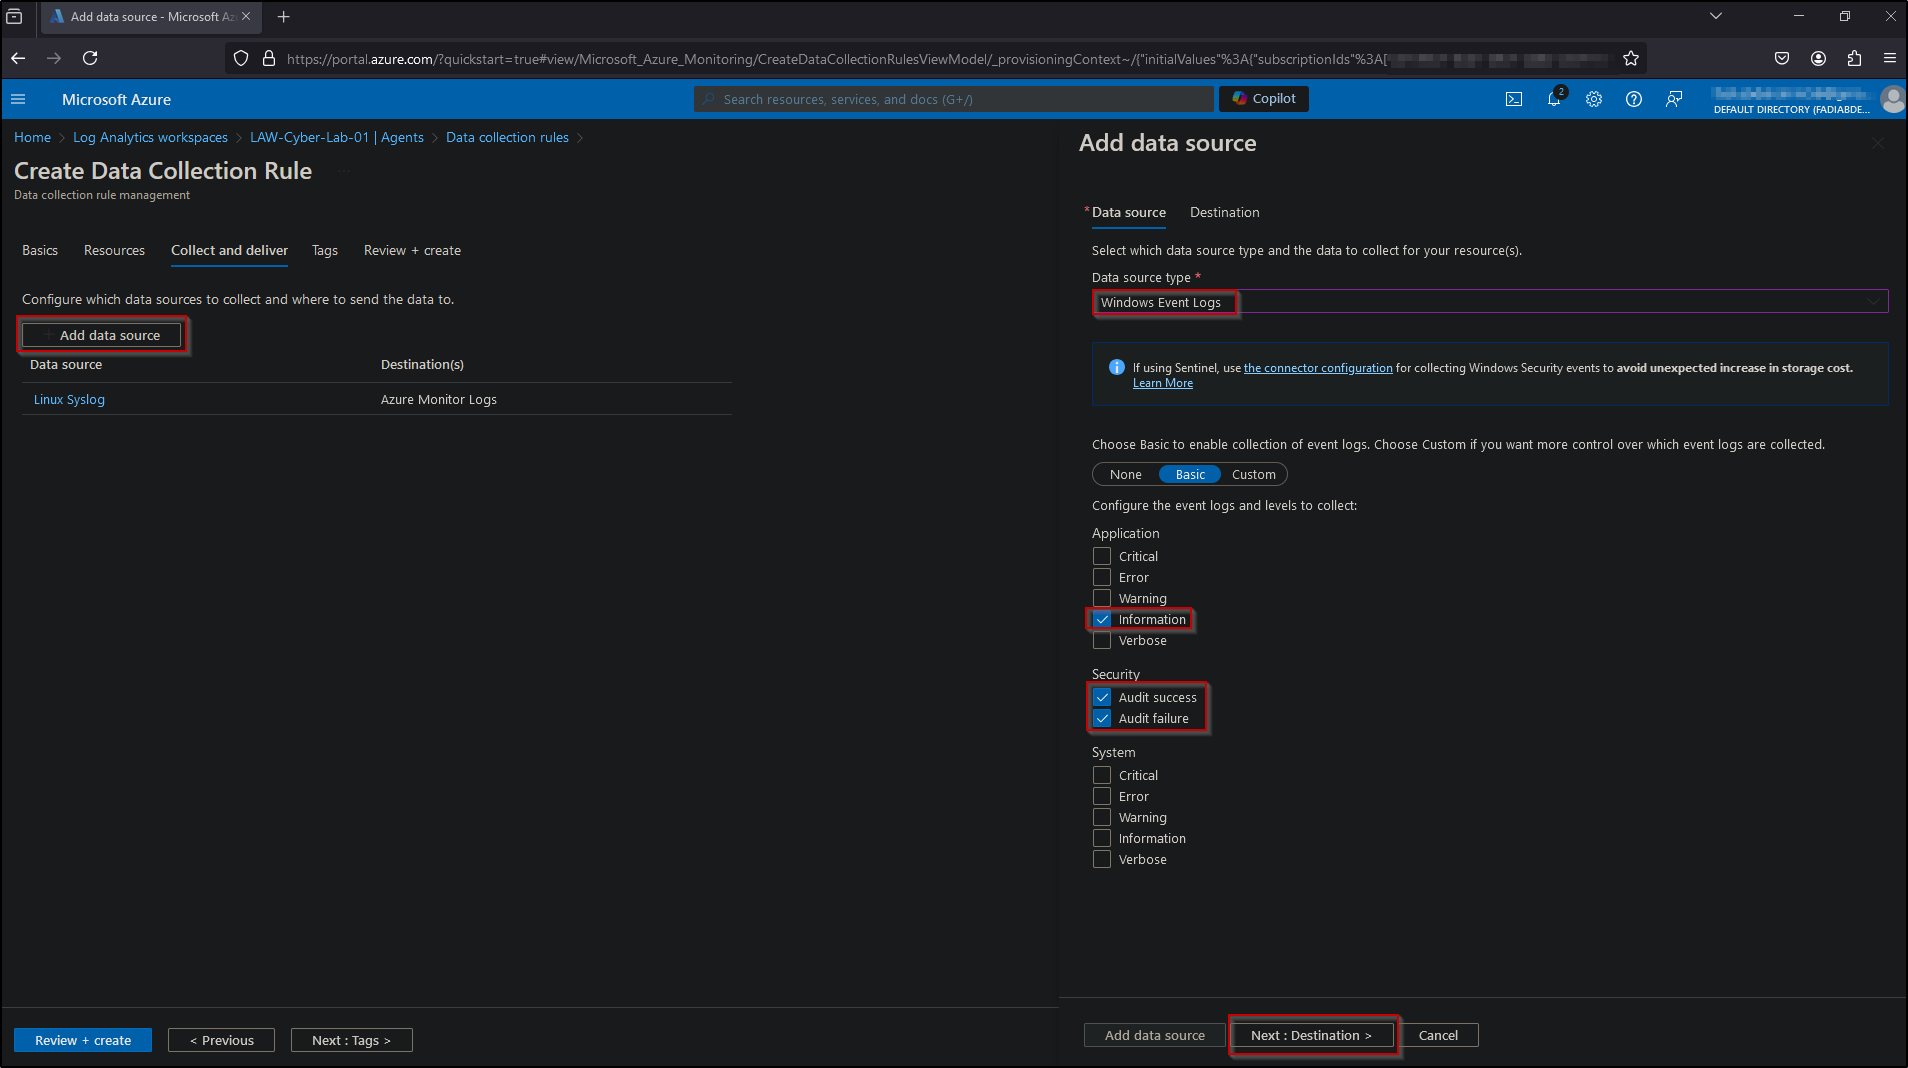 Add data source - Microsoft Az
https://portal.azure.com/?quickstart=true#view/Microsoft_Azure_Monitoring/CreateDataCollectionRulesViewModel/_provisioningContext~/{"initialValues"%3A{"subscriptionIds"%3A[
Microsoft Azure
Search resources, services, and docs (G+/)
Copilot
2
DEFAULT DIRECTORY (FADIABDE...
Home > Log Analytics workspaces > LAW-Cyber-Lab-01 | Agents > Data collection rules >
Create Data Collection Rule
...
Data collection rule management
Basics Resources Collect and deliver Tags Review + create
Configure which data sources to collect and where to send the data to.
+ Add data source
Data source Destination(s)
Linux Syslog Azure Monitor Logs
Review + create < Previous Next : Tags >
Add data source
* Data source Destination
Select which data source type and the data to collect for your resource(s).
Data source type *
Windows Event Logs
If using Sentinel, use the connector configuration for collecting Windows Security events to avoid unexpected increase in storage cost.
Learn More
Choose Basic to enable collection of event logs. Choose Custom if you want more control over which event logs are collected.
None Basic Custom
Configure the event logs and levels to collect:
Application
Critical
Error
Warning
Information
Verbose
Security
Audit success
Audit failure
System
Critical
Error
Warning
Information
Verbose
Add data source Next : Destination > Cancel